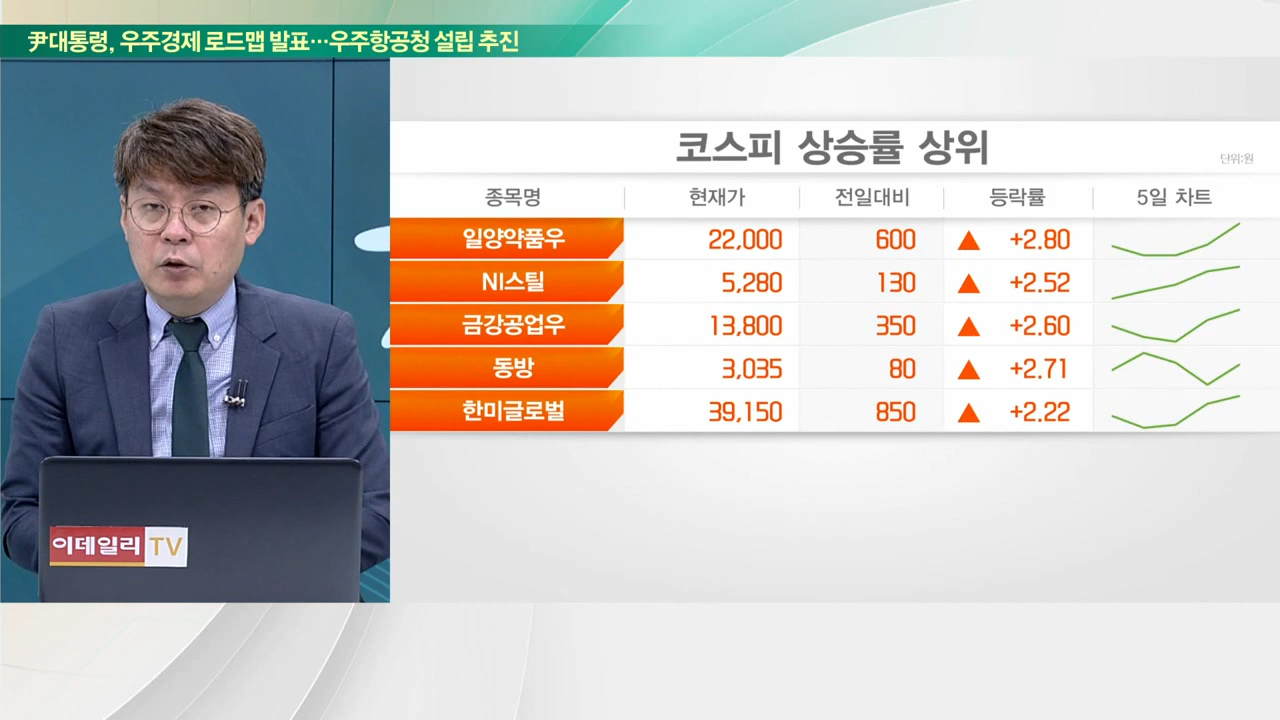 尹대통령, 우주경제 로드맵 발표…우주항공청 설립 추진
코스피 상승률 상위
단위:원
종목명 현재가 전일대비 등락률 5일 차트
일양약품우 22,000 600 ▲ +2.80
NI스틸 5,280 130 ▲ +2.52
금강공업우 13,800 350 ▲ +2.60
동방 3,035 80 ▲ +2.71
한미글로벌 39,150 850 ▲ +2.22
이데일리 TV